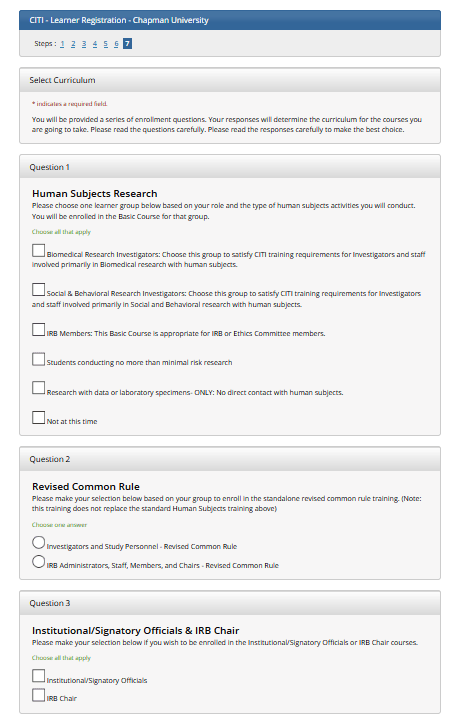 CITI - Learner Registration - Chapman University
Steps: 1 2 3 4 5 6 7
Select Curriculum
* indicates a required field.
You will be provided a series of enrollment questions. Your responses will determine the curriculum for the courses you
are going to take. Please read the questions carefully. Please read the responses carefully to make the best choice.
Question 1
Human Subjects Research
Please choose one learner group below based on your role and the type of human subjects activities you will conduct.
You will be enrolled in the Basic Course for that group.
Choose all that apply
Biomedical Research Investigators: Choose this group to satisfy CITI training requirements for Investigators and staff
involved primarily in Biomedical research with human subjects.
Social & Behavioral Research Investigators: Choose this group to satisfy CITI training requirements for Investigators
and staff involved primarily in Social and Behavioral research with human subjects.
IRB Members: This Basic Course is appropriate for IRB or Ethics Committee members.
Students conducting no more than minimal risk research
Research with data or laboratory specimens- ONLY: No direct contact with human subjects.
Not at this time
Question 2
Revised Common Rule
Please make your selection below based on your group to enroll in the standalone revised common rule training. (Note:
this training does not replace the standard Human Subjects training above)
Choose one answer
Investigators and Study Personnel - Revised Common Rule
IRB Administrators, Staff, Members, and Chairs - Revised Common Rule
Question 3
Institutional/Signatory Officials & IRB Chair
Please make your selection below if you wish to be enrolled in the Institutional/Signatory Officials or IRB Chair courses.
Choose all that apply
Institutional/Signatory Officials
IRB Chair